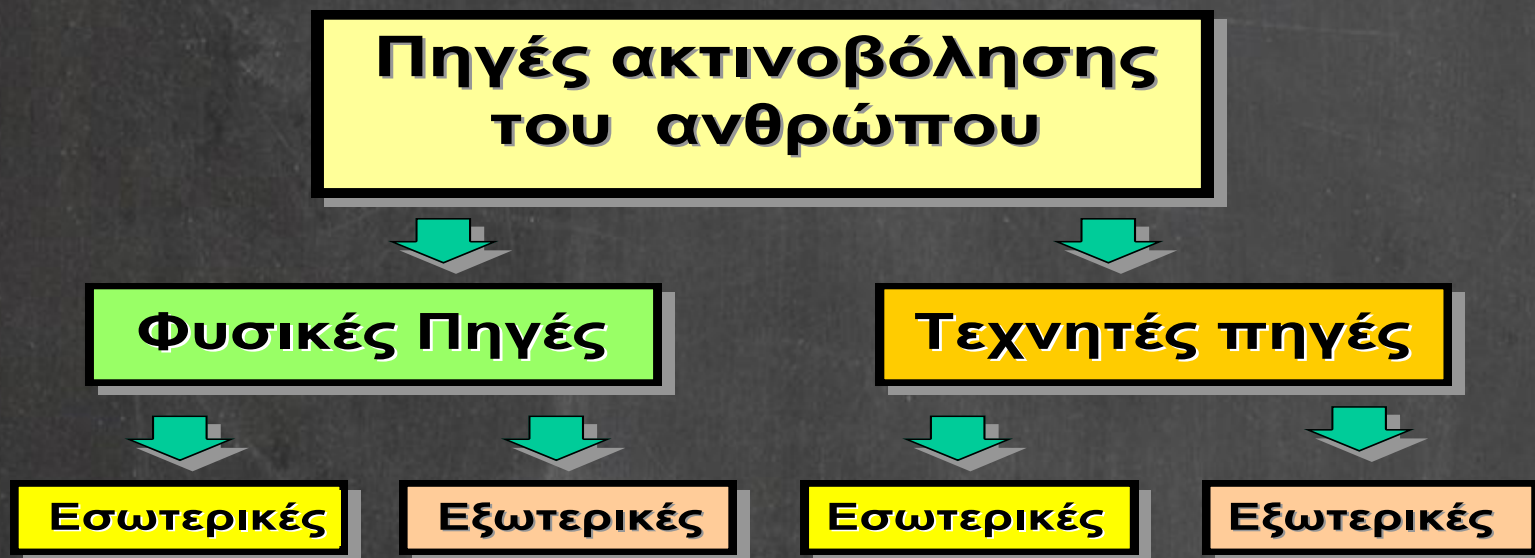 Πηγές ακτινοβόλησης
του ανθρώπου
Φυσικές Πηγές
Τεχνητές πηγές
Εσωτερικές
Εξωτερικές
Εσωτερικές
Εξωτερικές